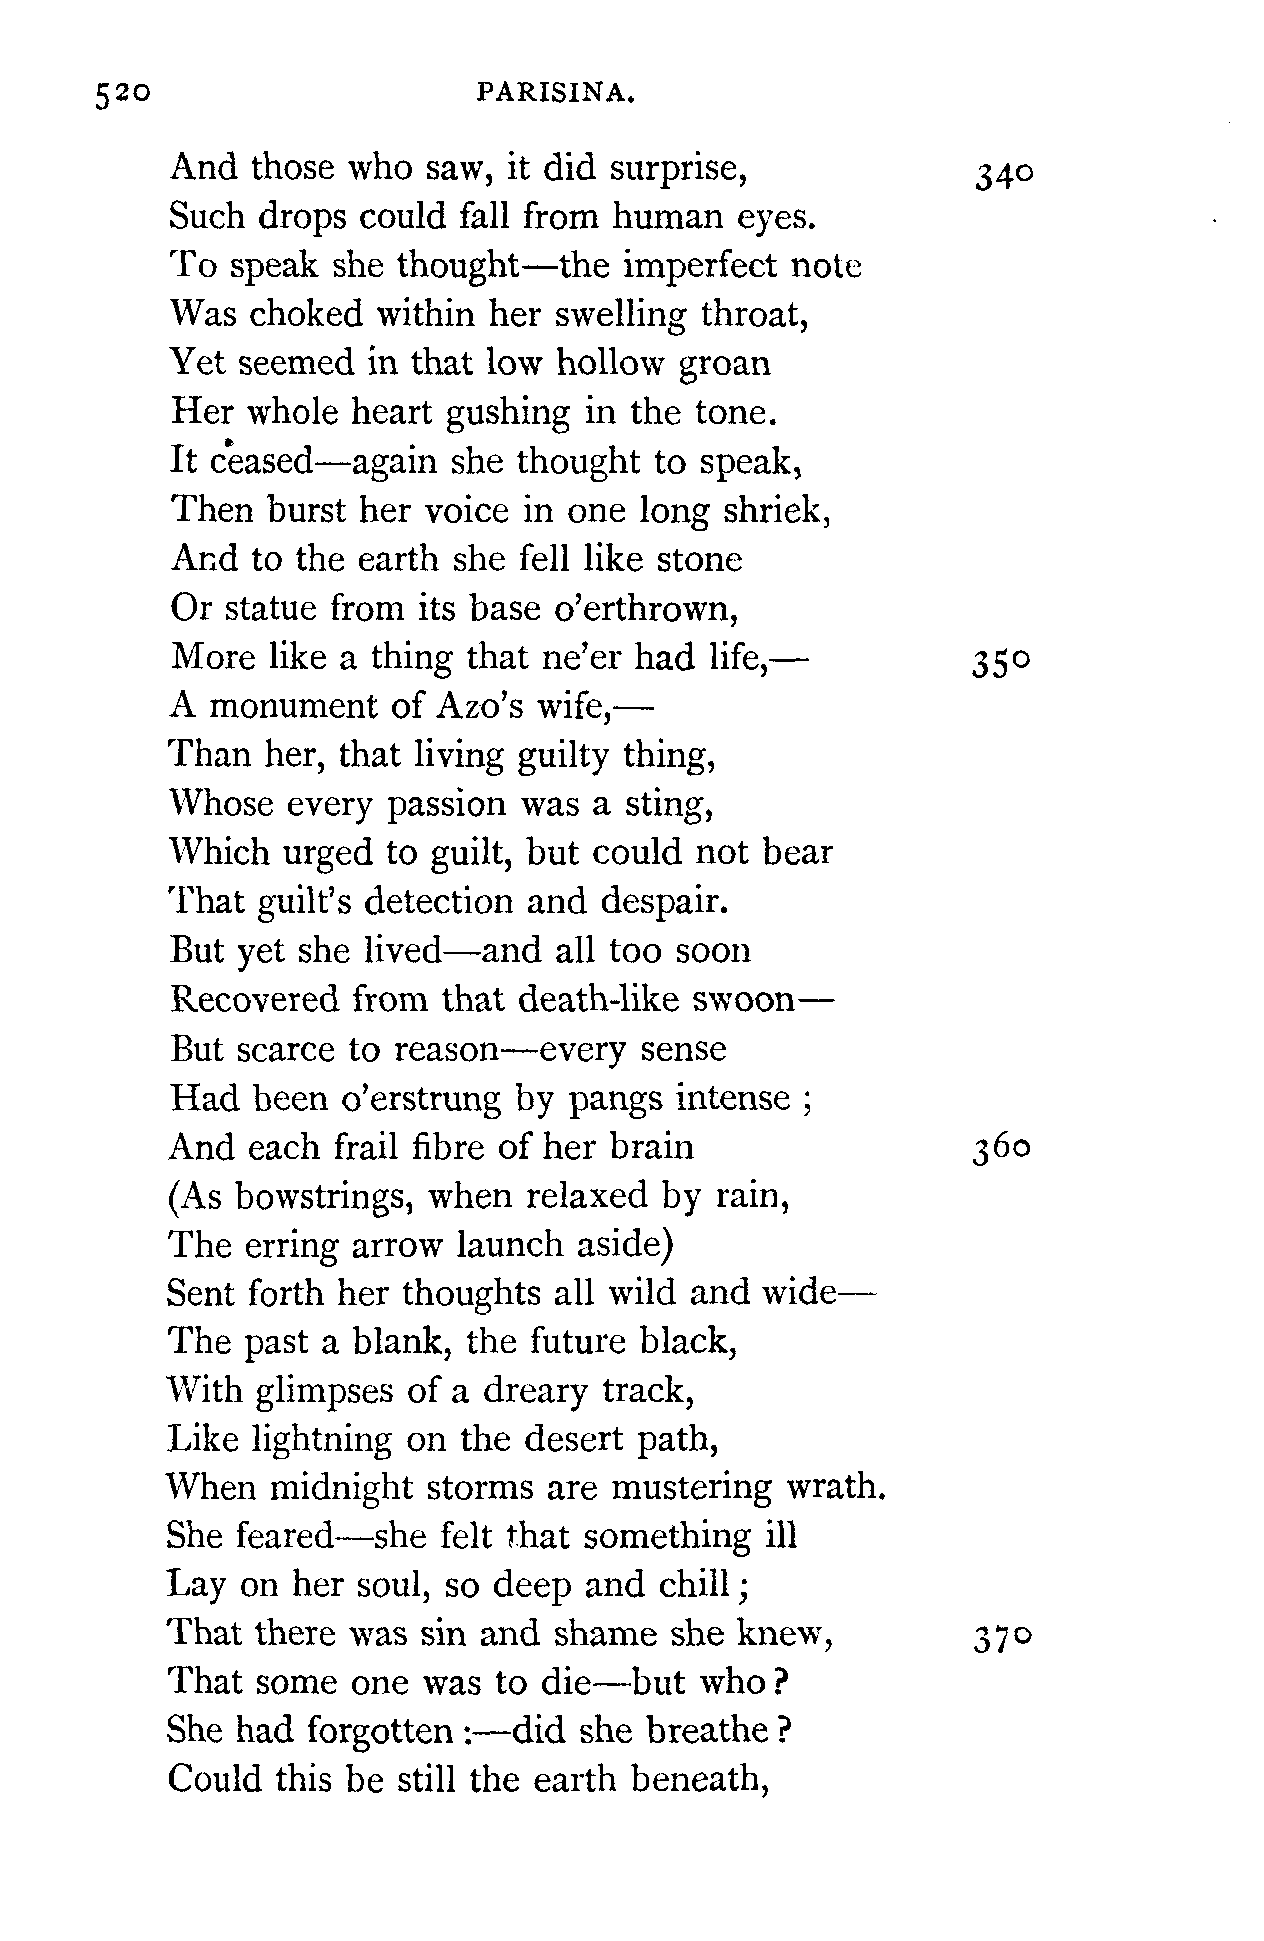 520 PARISINA.
And those who saw, it did surprise, 340
Such drops could fall from human eyes.
To speak she thought—the imperfect note
Was choked within her swelling throat,
Yet seemed in that low hollow groan
Her whole heart gushing in the tone.
It ceased—again she thought to speak,
Then burst her voice in one long shriek,
And to the earth she fell like stone
Or statue from its base o'erthrown,
More like a thing that ne'er had life,— 350
A monument of Azo's wife,—
Than her, that living guilty thing,
Whose every passion was a sting,
Which urged to guilt, but could not bear
That guilt's detection and despair.
But yet she lived—and all too soon
Recovered from that death-like swoon—
But scarce to reason—every sense
Had been o'erstrung by pangs intense ;
And each frail fibre of her brain 360
(As bowstrings, when relaxed by rain,
The erring arrow launch aside)
Sent forth her thoughts all wild and wide—
The past a blank, the future black,
With glimpses of a dreary track,
Like lightning on the desert path,
When midnight storms are mustering wrath.
She feared—she felt that something ill
Lay on her soul, so deep and chill ;
That there was sin and shame she knew, 370
That some one was to die—but who ?
She had forgotten :—did she breathe ?
Could this be still the earth beneath,